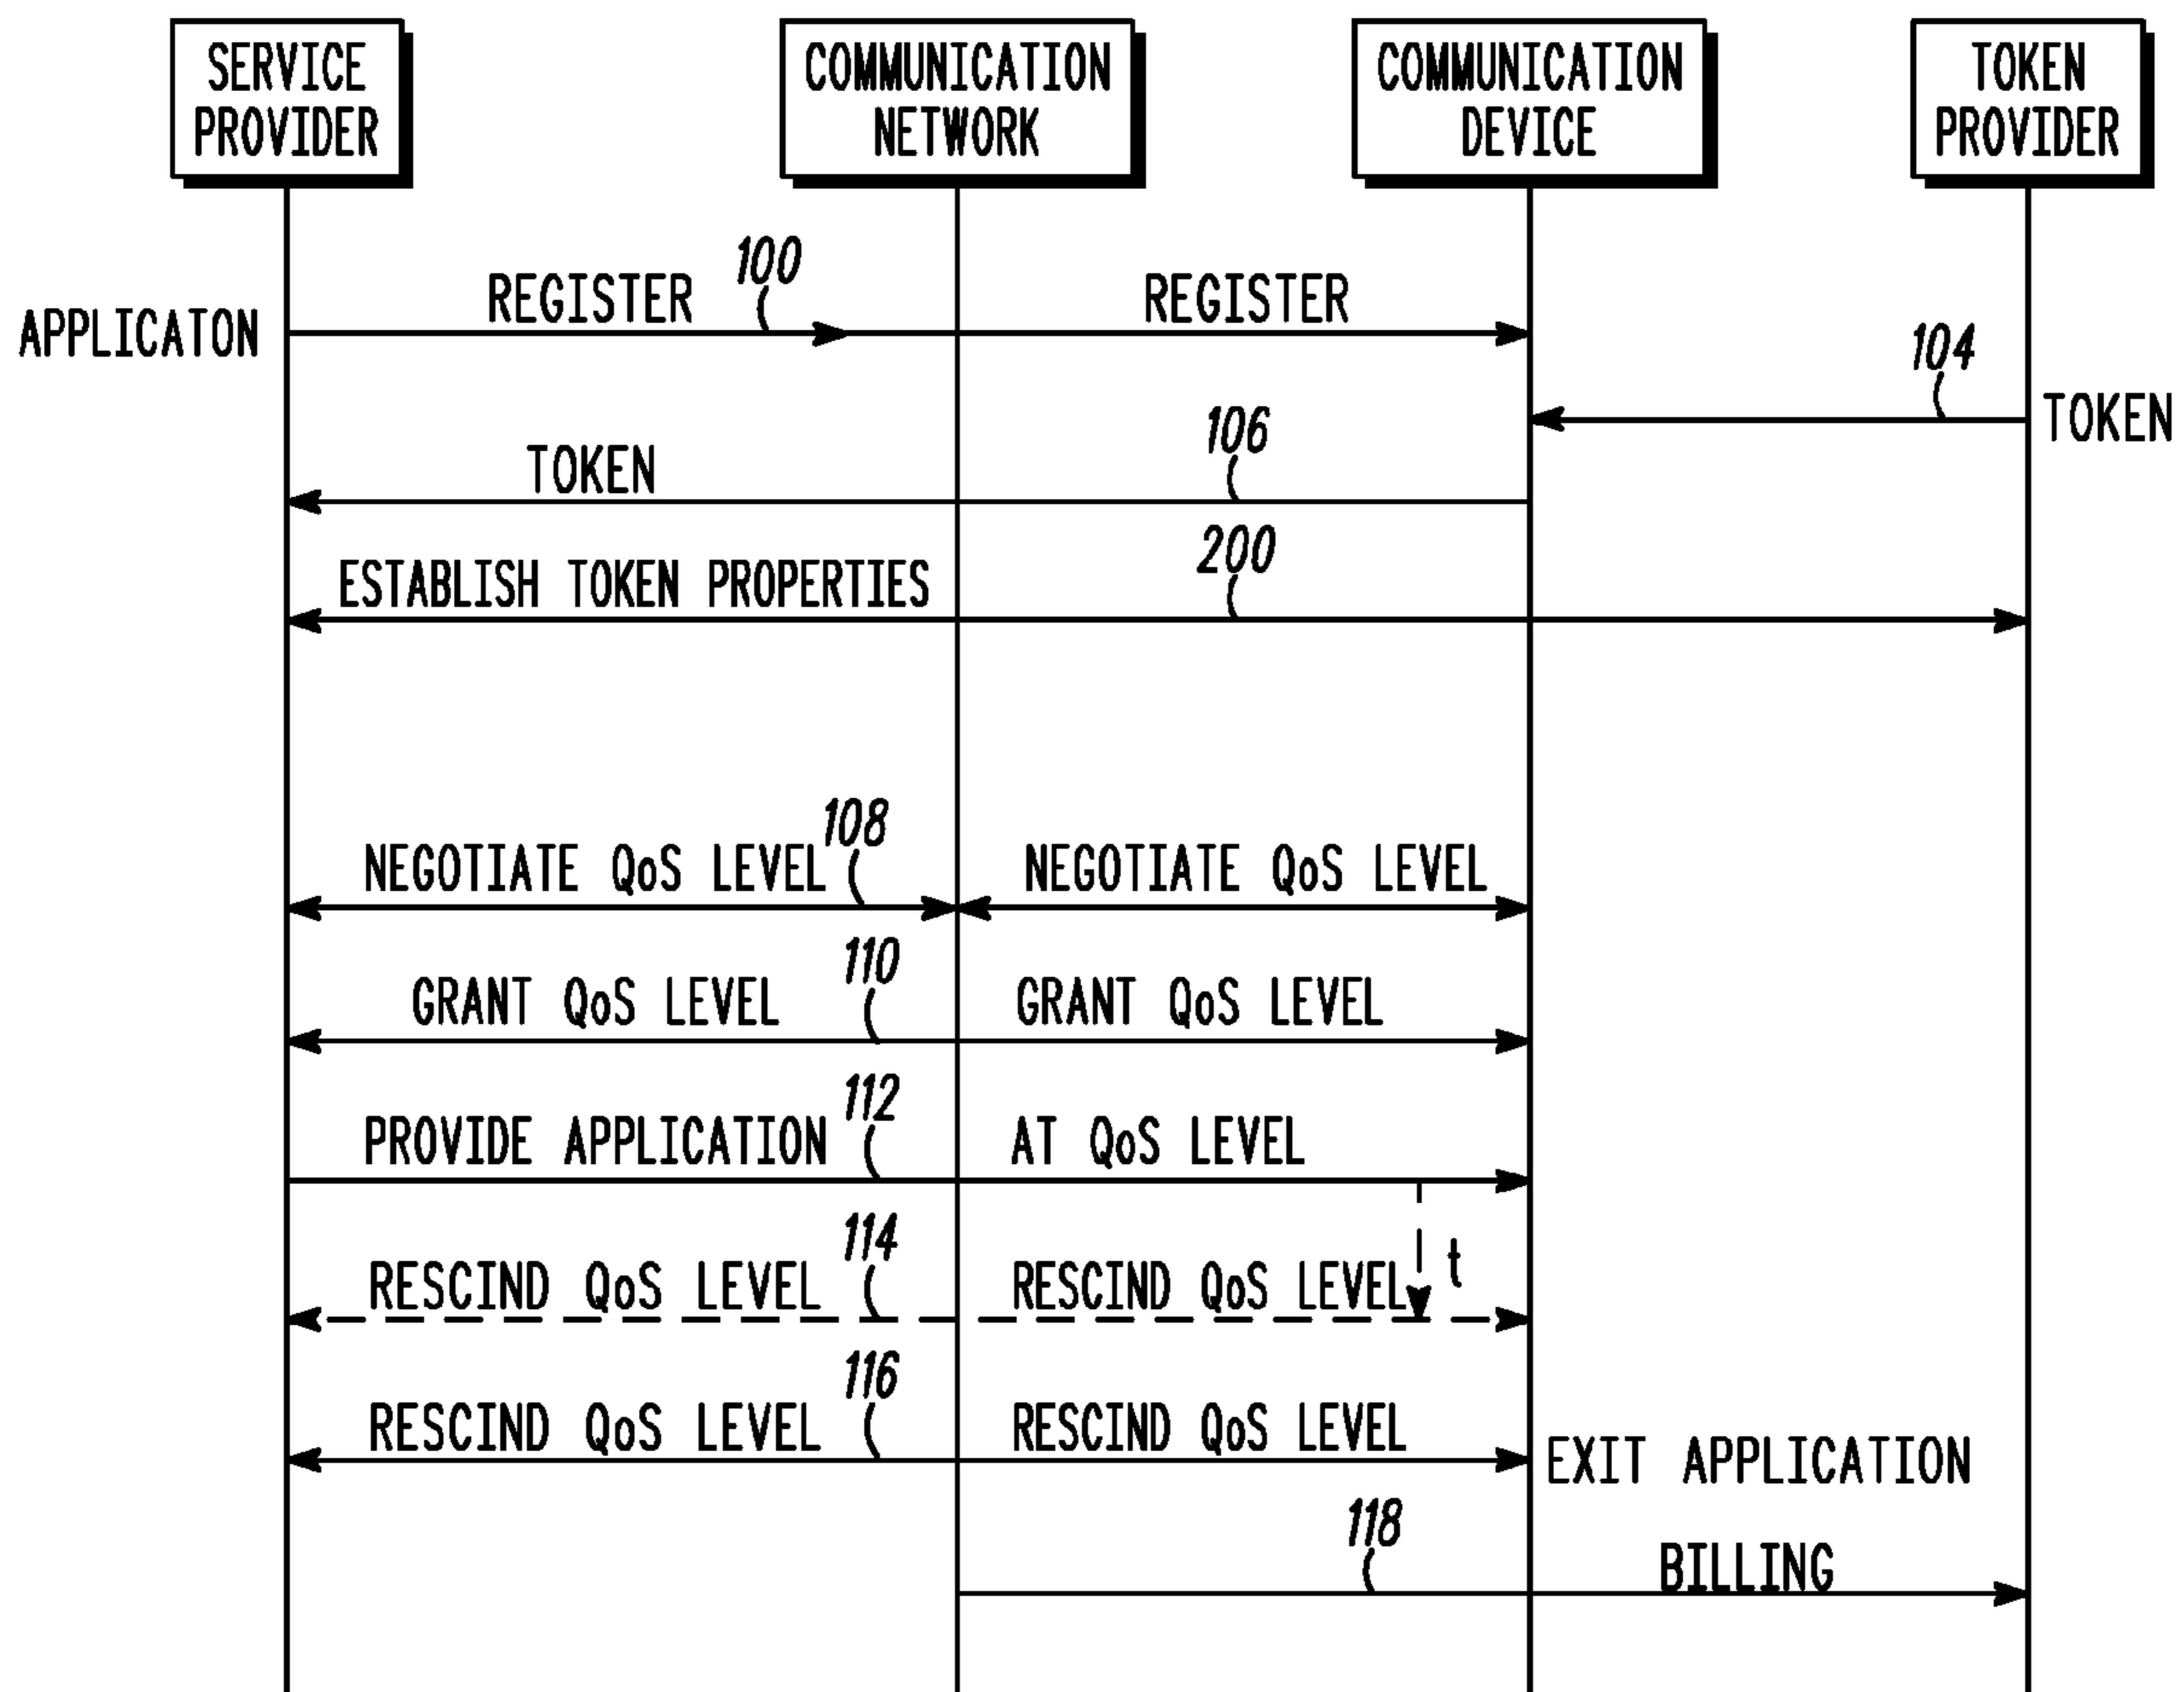 SERVICE
PROVIDER
COMMUNICATION
NETWORK
COMMUNICATION
DEVICE
TOKEN
PROVIDER
100
REGISTER
REGISTER
APPLICATON
104
TOKEN
106
TOKEN
200
ESTABLISH TOKEN PROPERTIES
108
NEGOTIATE QoS LEVEL
NEGOTIATE QoS LEVEL
110
GRANT QoS LEVEL
GRANT QoS LEVEL
112
PROVIDE APPLICATION
AT QoS LEVEL
114
t
RESCIND QoS LEVEL
RESCIND QoS LEVEL
116
RESCIND QoS LEVEL
RESCIND QoS LEVEL
EXIT APPLICATION
118
BILLING